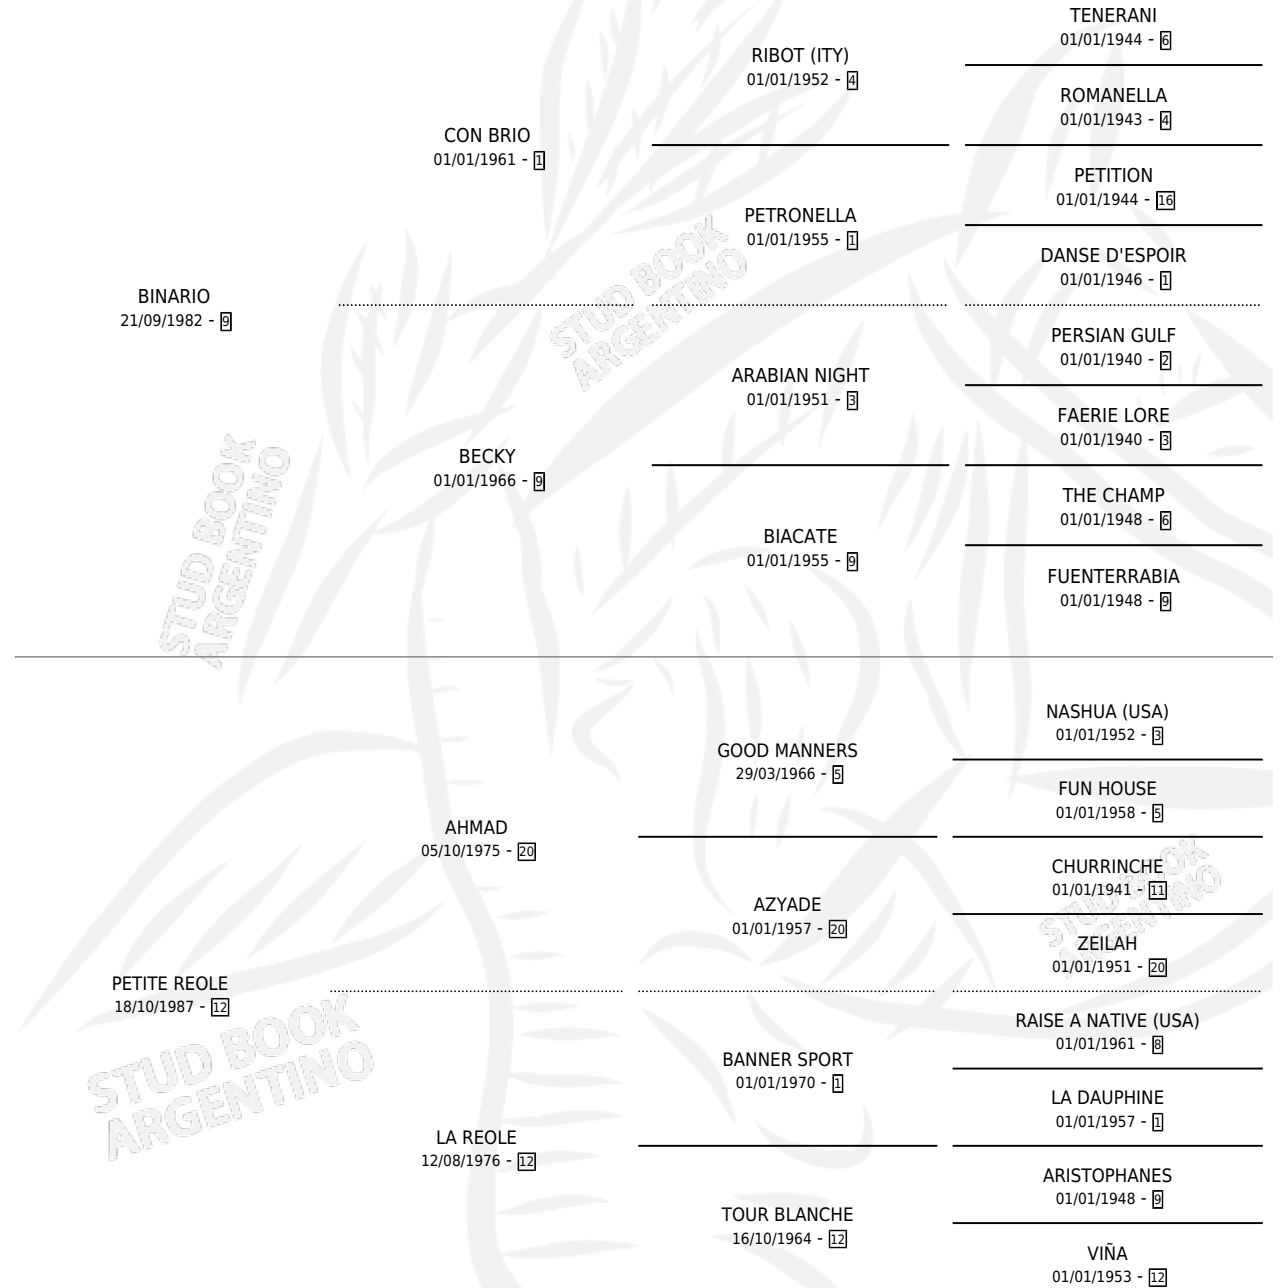 TENERANI
01/01/1944 - 6
RIBOT (ITY)
01/01/1952 - 4
ROMANELLA
01/01/1943 - 4
CON BRIO
01/01/1961 - 1
PETITION
01/01/1944 - 16
PETRONELLA
01/01/1955 - 1
DANSE D'ESPOIR
01/01/1946 - 1
BINARIO
21/09/1982 - 9
STUD BOOK
ARGENTINO
PERSIAN GULF
01/01/1940 - 2
ARABIAN NIGHT
01/01/1951 - 3
FAERIE LORE
01/01/1940 - 3
BECKY
01/01/1966 - 9
THE CHAMP
01/01/1948 - 6
BIACATE
01/01/1955 - 9
FUENTERRABIA
01/01/1948 - 9
STUD BOOK
ARGENTINO
NASHUA (USA)
01/01/1952 - 3
GOOD MANNERS
29/03/1966 - 5
FUN HOUSE
01/01/1958 - 5
AHMAD
05/10/1975 - 20
CHURRINCHE
01/01/1941 - 11
AZYADE
01/01/1957 - 20
STUD BOOK
ARGENTINO
ZEILAH
01/01/1951 - 20
PETITE REOLE
18/10/1987 - 12
RAISE A NATIVE (USA)
01/01/1961 - 8
BANNER SPORT
01/01/1970 - 1
STUD BOOK
ARGENTINO
LA DAUPHINE
01/01/1957 - 1
LA REOLE
12/08/1976 - 12
ARISTOPHANES
01/01/1948 - 9
TOUR BLANCHE
16/10/1964 - 12
VIÑA
01/01/1953 - 12